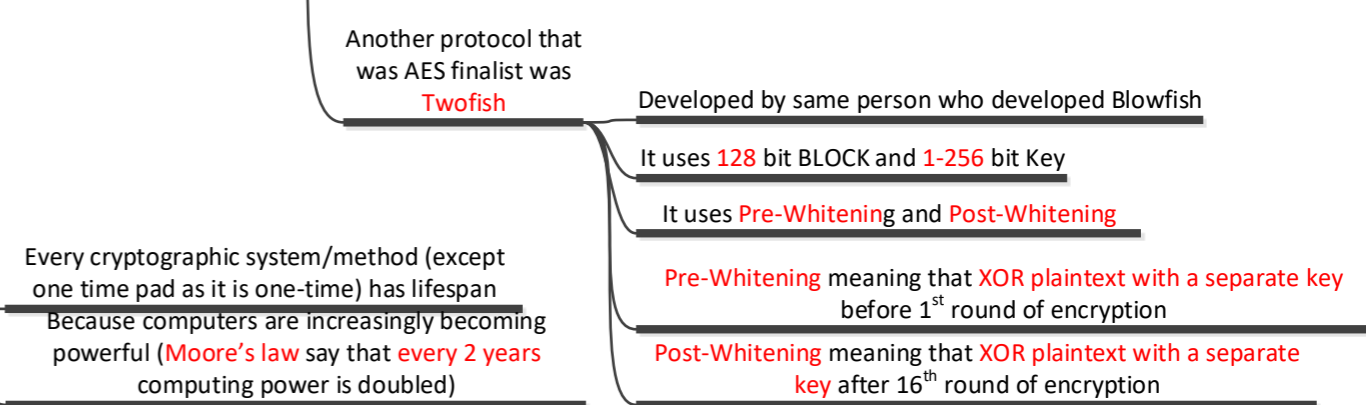 Another protocol that
was AES finalist was
Twofish
Developed by same person who developed Blowfish
It uses 128 bit BLOCK and 1-256 bit Key
It uses Pre-Whitening and Post-Whitening
Pre-Whitening meaning that XOR plaintext with a separate key
before 1st round of encryption
Post-Whitening meaning that XOR plaintext with a separate
key after 16th round of encryption
Every cryptographic system/method (except
one time pad as it is one-time) has lifespan
Because computers are increasingly becoming
powerful (Moore's law say that every 2 years
computing power is doubled)